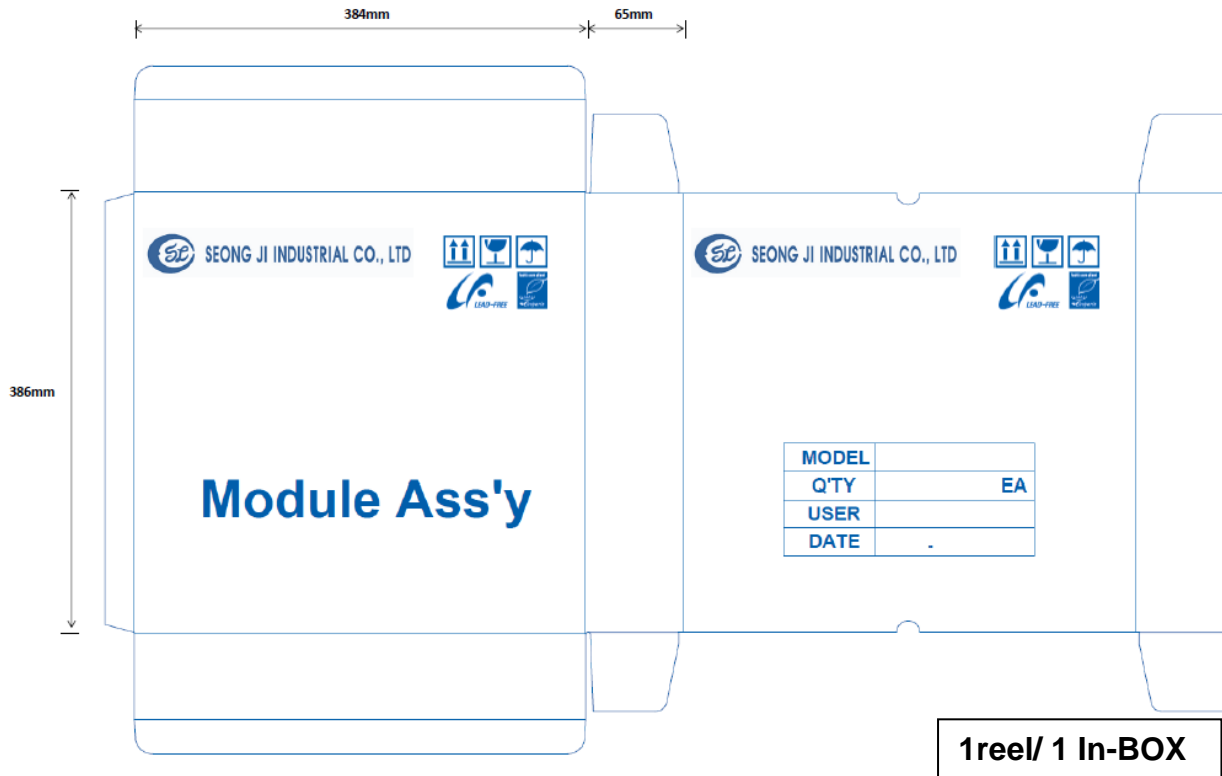 384mm
65mm
SEONG JI INDUSTRIAL CO., LTD
LEAD-FREE
SEONG JI INDUSTRIAL CO., LTD
LEAD-FREE
386mm
Module Ass'y
MODEL
Q'TY EA
USER
DATE .
1reel/ 1 In-BOX